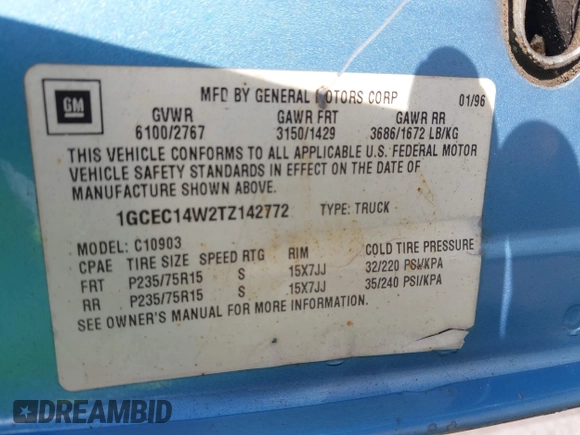 GM
MFD BY GENERAL MOTORS CORP 01/96
GVWR GAWR FRT GAWR RR
6100/2767 3150/1429 3686/1672 LB/KG
THIS VEHICLE CONFORMS TO ALL APPLICABLE U.S. FEDERAL MOTOR
VEHICLE SAFETY STANDARDS IN EFFECT ON THE DATE OF
MANUFACTURE SHOWN ABOVE.
1GCEC14W2TZ142772 TYPE: TRUCK
MODEL: C10903
CPAE TIRE SIZE SPEED RTG RIM COLD TIRE PRESSURE
FRT P235/75R15 S 15X7JJ 32/220 PSI/KPA
RR P235/75R15 S 15X7JJ 35/240 PSI/KPA
SEE OWNER'S MANUAL FOR MORE INFORMATION.
DREAMBID